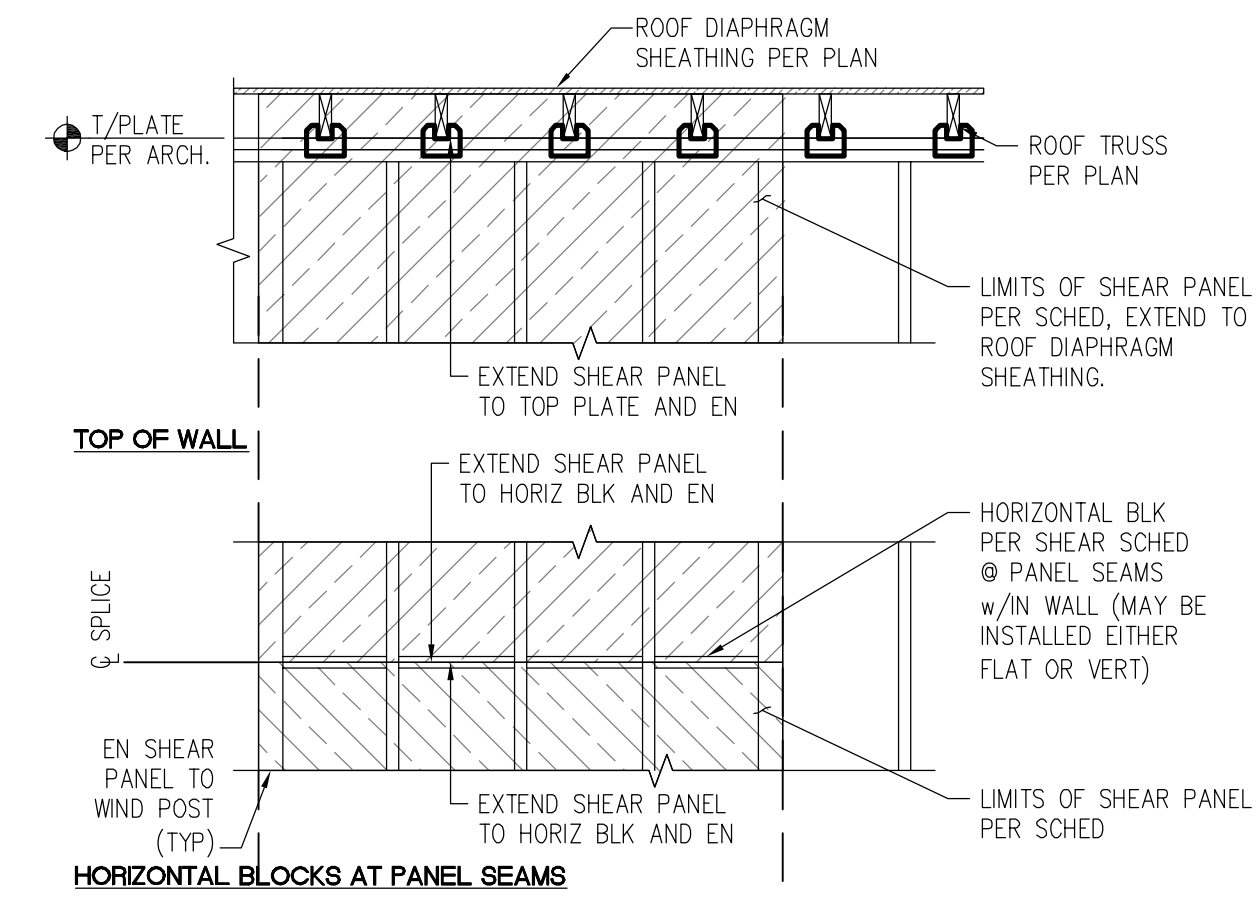 ROOF DIAPHRAGM
SHEATHING PER PLAN
T/PLATE
PER ARCH.
ROOF TRUSS
PER PLAN
LIMITS OF SHEAR PANEL
PER SCHED, EXTEND TO
ROOF DIAPHRAGM
SHEATHING.
EXTEND SHEAR PANEL
TO TOP PLATE AND EN
TOP OF WALL
EXTEND SHEAR PANEL
TO HORIZ BLK AND EN
HORIZONTAL BLK
PER SHEAR SCHED
@ PANEL SEAMS
w/IN WALL (MAY BE
INSTALLED EITHER
FLAT OR VERT)
℄ SPLICE
EN SHEAR
PANEL TO
WIND POST
(TYP)
EXTEND SHEAR PANEL
TO HORIZ BLK AND EN
LIMITS OF SHEAR PANEL
PER SCHED
HORIZONTAL BLOCKS AT PANEL SEAMS